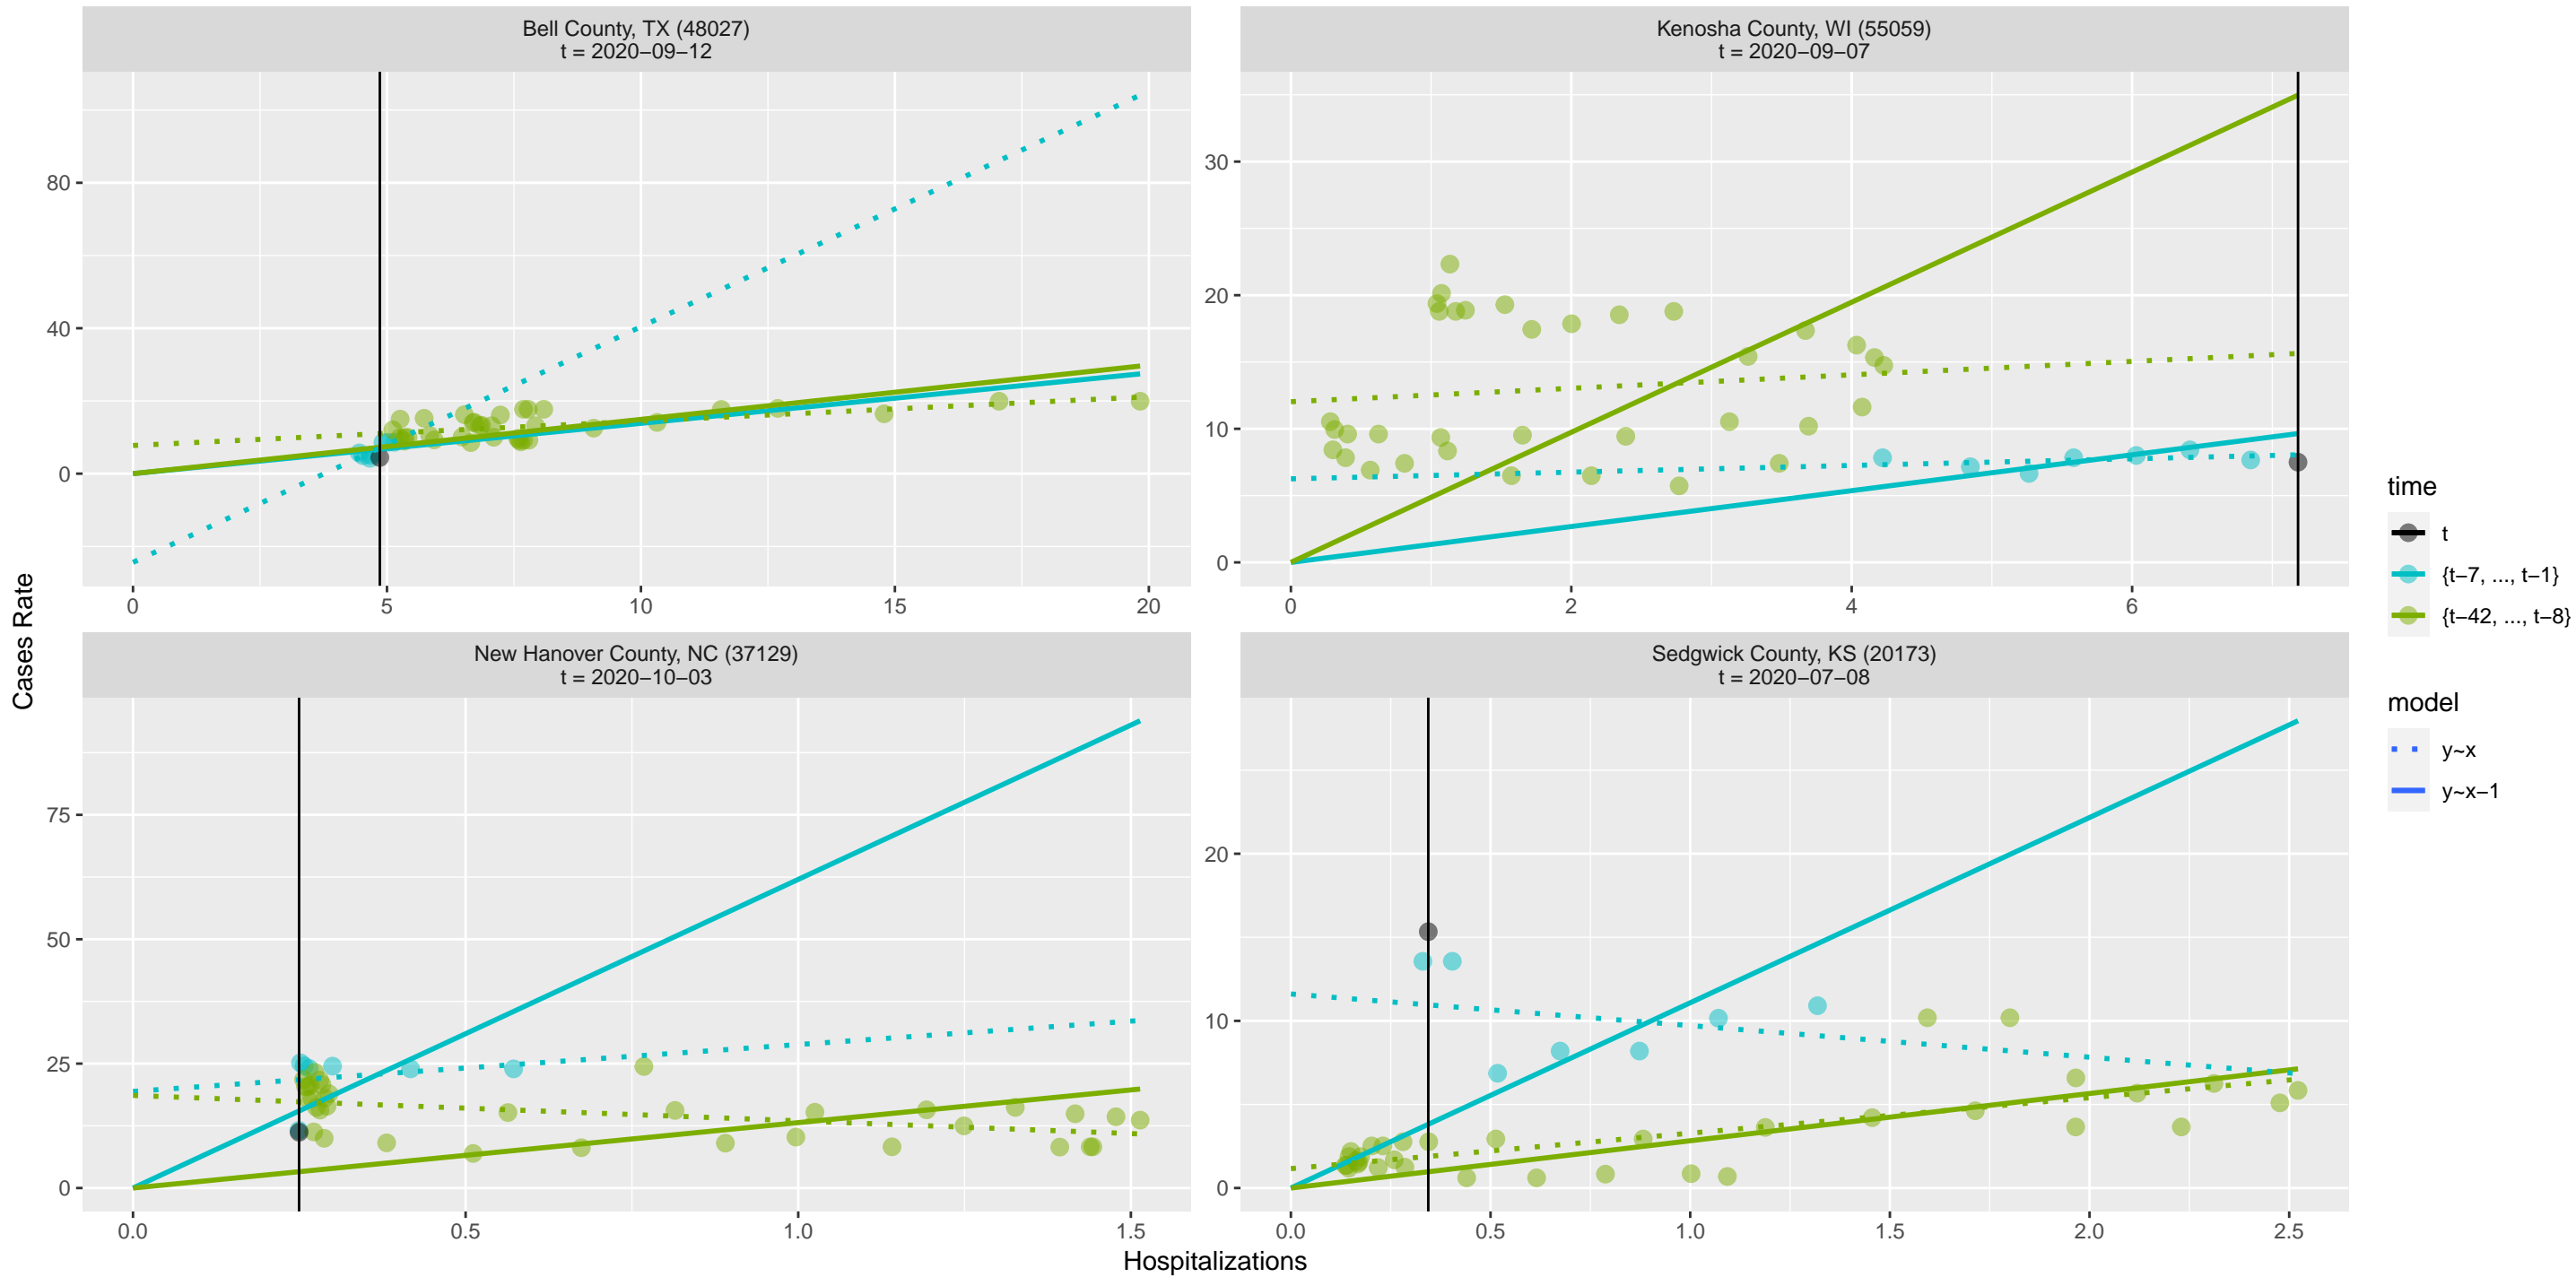 Bell County, TX (48027)
t = 2020−09−12
Kenosha County, WI (55059)
t = 2020−09−07
80
40
0
0
5
10
15
20
30
20
10
0
0
2
4
6
New Hanover County, NC (37129)
t = 2020−10−03
Sedgwick County, KS (20173)
t = 2020−07−08
75
50
25
0
0.0
0.5
1.0
1.5
20
10
0
0.0
0.5
1.0
1.5
2.0
2.5
Cases Rate
Hospitalizations
time
t
{t−7, ..., t−1}
{t−42, ..., t−8}
model
y~x
y~x−1